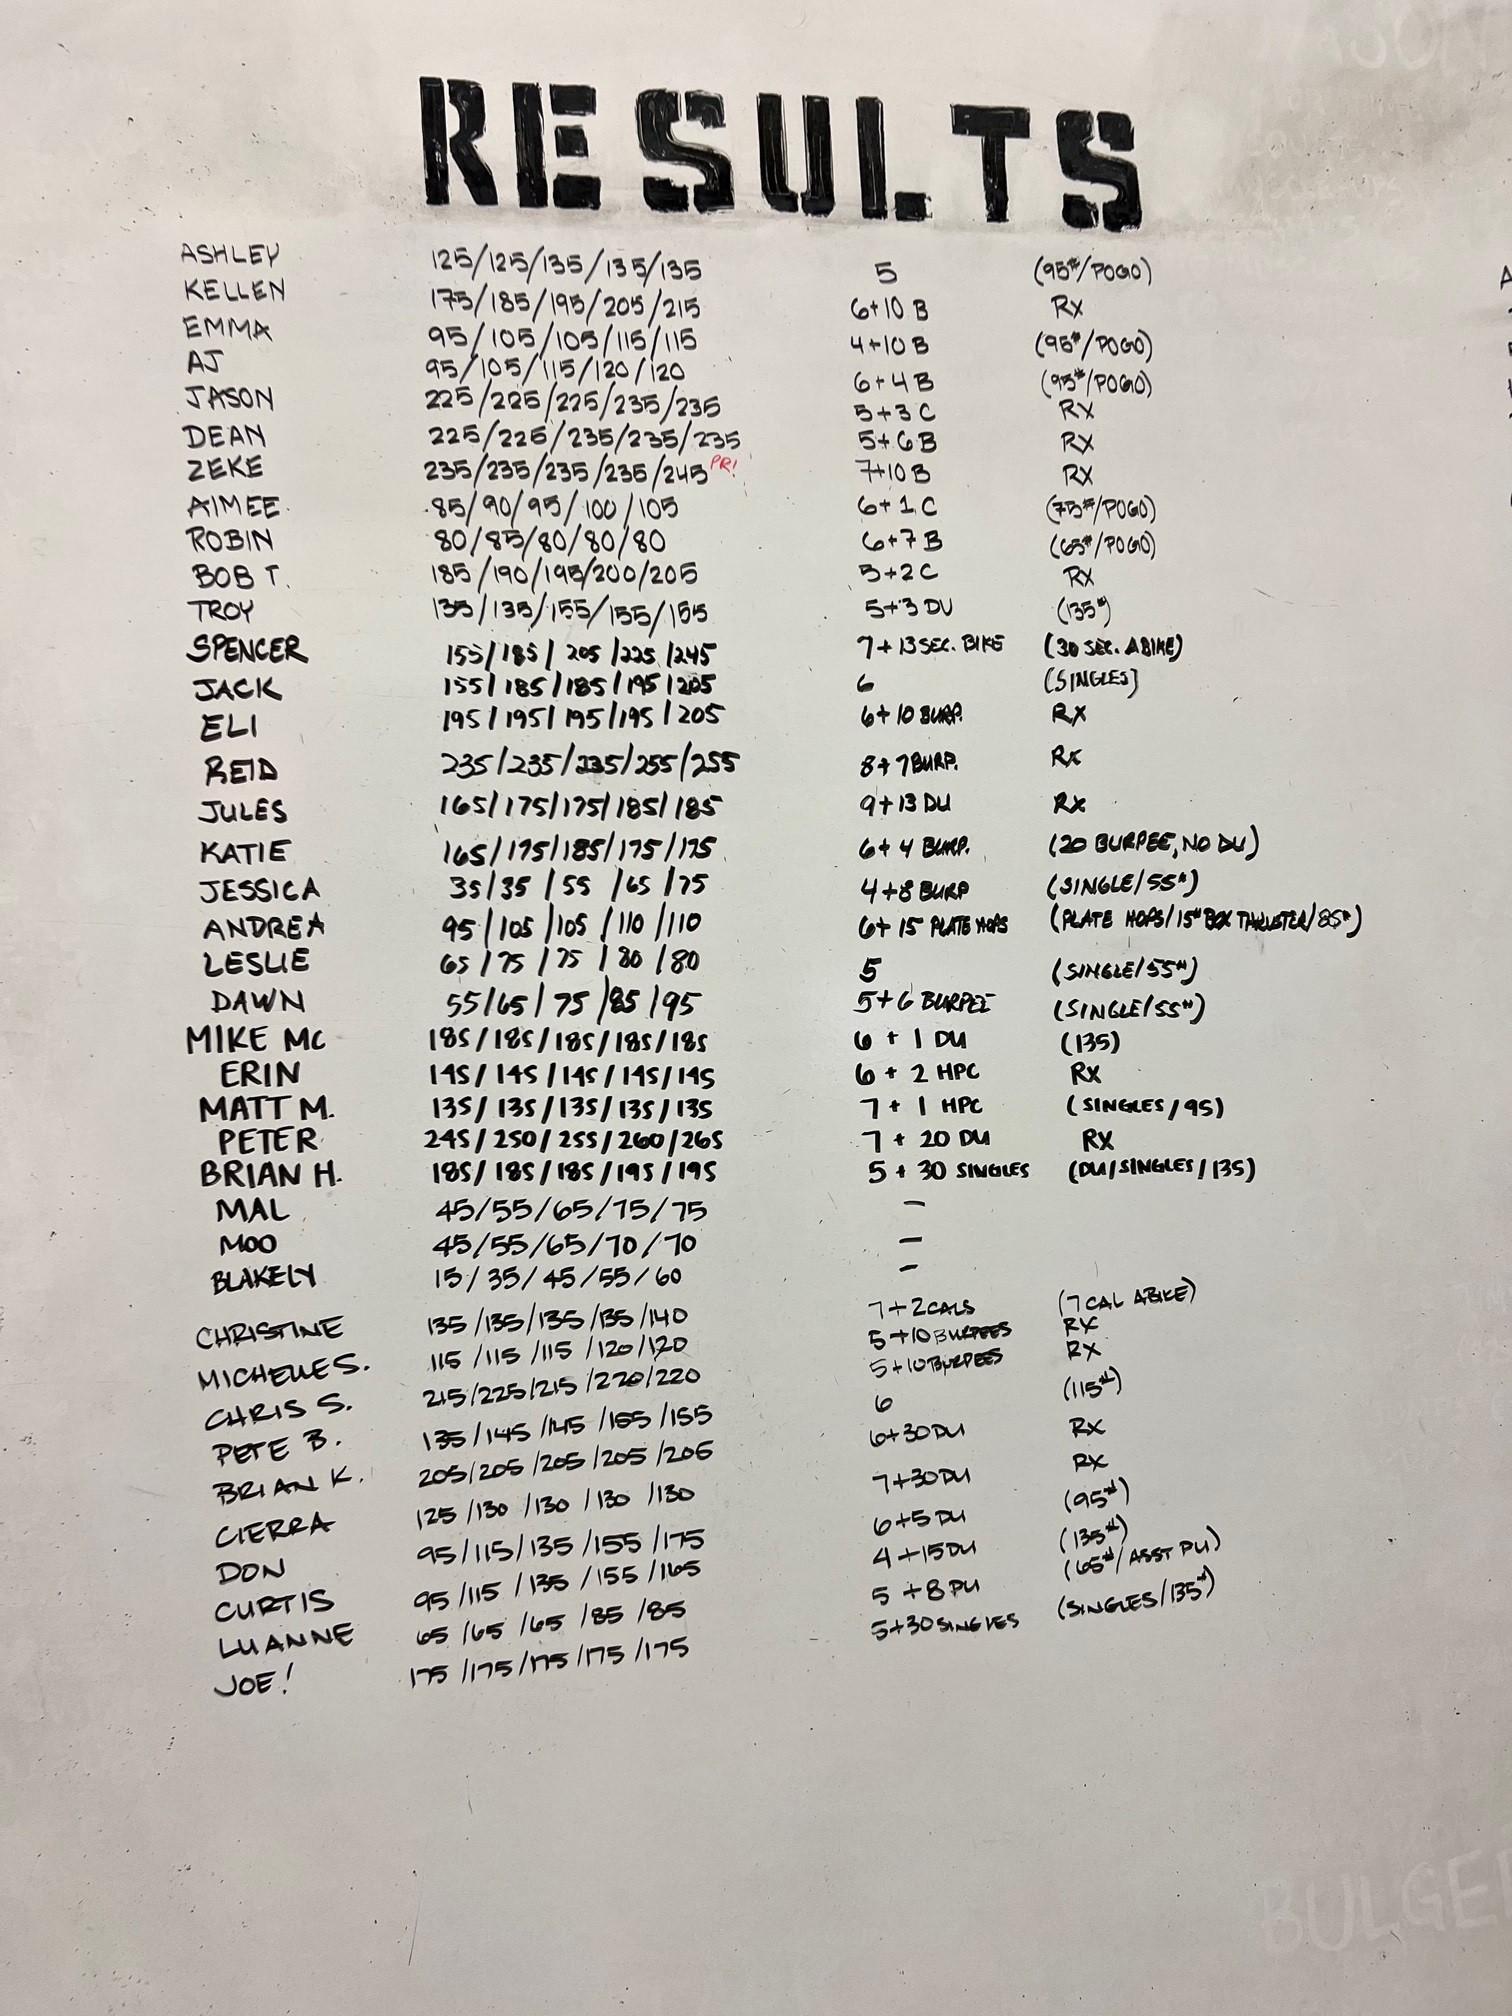 RESULTS
ASHLEY 125/125/135/135/135 5 (95#/POGO)
KELLEN 175/185/195/205/215 6+10 B RX
EMMA 95/105/105/115/115 4+10 B (95#/POGO)
AJ 95/105/115/120/120 6+4 B (95#/POGO)
JASON 225/225/225/235/235 5+3 C RX
DEAN 225/225/235/235/235 5+6 B RX
ZEKE 235/235/235/235/245 PR! 7+10 B RX
AIMEE 85/90/95/100/105 6+1 C (75#/POGO)
ROBIN 80/85/80/80/80 6+7 B (65#/POGO)
BOB T. 185/190/195/200/205 5+2 C RX
TROY 135/135/155/155/155 5+3 DU (135#)
SPENCER 155/185/205/225/245 7+13 SEC. BIKE (30 SEC. ABIKE)
JACK 155/185/185/195/205 6 (SINGLES)
ELI 195/195/195/195/205 6+10 BURP. RX
REID 235/235/235/255/255 8+7 BURP. RX
JULES 165/175/175/185/185 9+13 DU RX
KATIE 165/175/185/175/175 6+4 BURP. (20 BURPEE, NO DU)
JESSICA 35/35/55/65/75 4+8 BURP (SINGLE/55#)
ANDREA 95/105/105/110/110 6+15 PLATE HOPS (PLATE HOPS/15# BOX THRUSTER/85#)
LESLIE 65/75/75/80/80 5 (SINGLE/55#)
DAWN 55/65/75/85/95 5+6 BURPEE (SINGLE/55#)
MIKE MC 185/185/185/185/185 6 + 1 DU (135)
ERIN 145/145/145/145/145 6 + 2 HPC RX
MATT M. 135/135/135/135/135 7 + 1 HPC (SINGLES/95)
PETER 245/250/255/260/265 7 + 20 DU RX
BRIAN H. 185/185/185/195/195 5 + 30 SINGLES (DU/SINGLES/135)
MAL 45/55/65/75/75 –
MOO 45/55/65/70/70 –
BLAKELY 15/35/45/55/60 –
CHRISTINE 135/135/135/135/140 7+2 CALS (7 CAL ABIKE)
MICHELLE S. 115/115/115/120/120 5+10 BURPEES RX
CHRIS S. 215/225/215/220/220 5+10 BURPEES RX
PETE B. 135/145/145/155/155 6 (115#)
BRIAN K. 205/205/205/205/205 6+30 DU RX
CIERRA 125/130/130/130/130 7+30 DU RX
DON 95/115/135/155/175 6+5 DU (95#)
CURTIS 95/115/135/155/165 4+15 DU (135#)
LUANNE 65/65/65/85/85 5+8 PU (65#/ASST PU)
JOE! 175/175/175/175/175 5+30 SINGLES (SINGLES/135#)